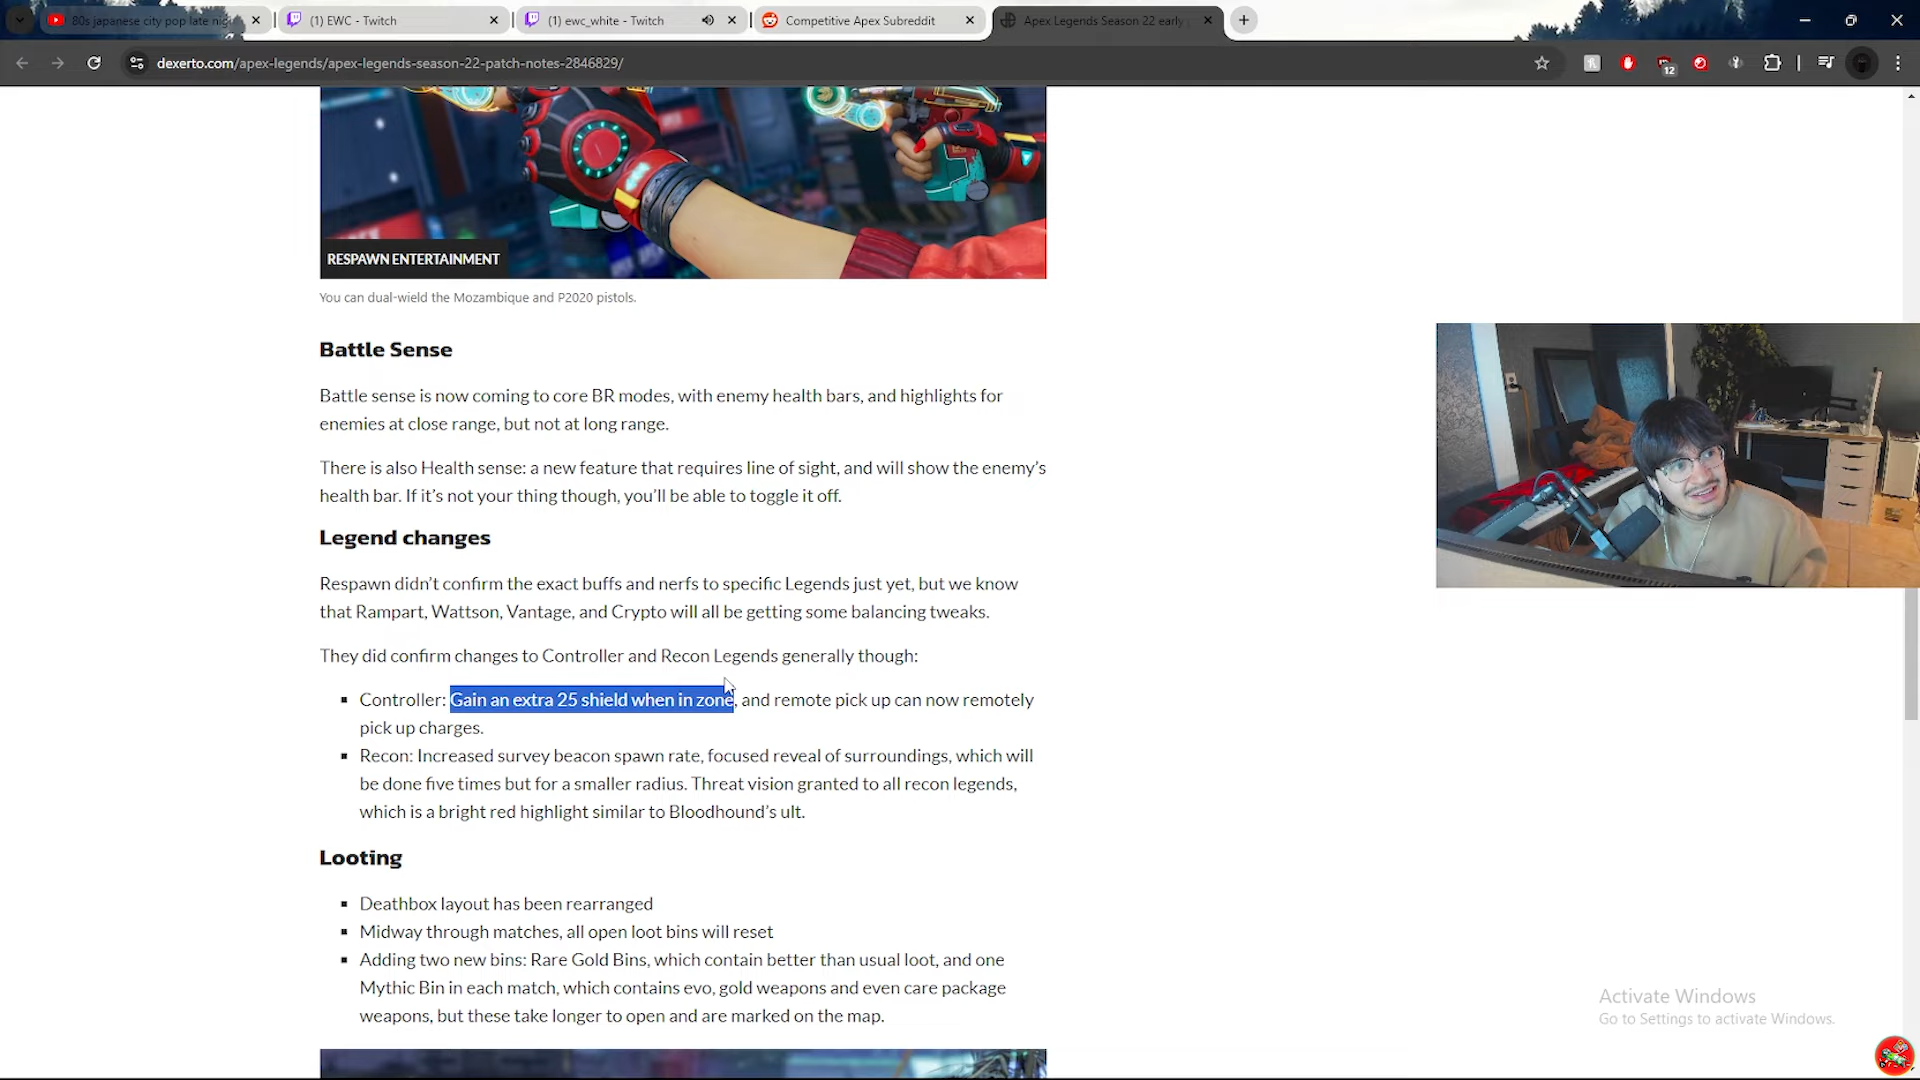 80s japanese city pop late nig
(1) EWC - Twitch
(1) ewc_white - Twitch
Competitive Apex Subreddit
Apex Legends Season 22 early
dexerto.com/apex-legends/apex-legends-season-22-patch-notes-2846829/
12
RESPAWN ENTERTAINMENT
You can dual-wield the Mozambique and P2020 pistols.
Battle Sense
Battle sense is now coming to core BR modes, with enemy health bars, and highlights for
enemies at close range, but not at long range.
There is also Health sense: a new feature that requires line of sight, and will show the enemy's
health bar. If it's not your thing though, you'll be able to toggle it off.
Legend changes
Respawn didn't confirm the exact buffs and nerfs to specific Legends just yet, but we know
that Rampart, Wattson, Vantage, and Crypto will all be getting some balancing tweaks.
They did confirm changes to Controller and Recon Legends generally though:
▪ Controller: Gain an extra 25 shield when in zone, and remote pick up can now remotely
pick up charges.
▪ Recon: Increased survey beacon spawn rate, focused reveal of surroundings, which will
be done five times but for a smaller radius. Threat vision granted to all recon legends,
which is a bright red highlight similar to Bloodhound's ult.
Looting
▪ Deathbox layout has been rearranged
▪ Midway through matches, all open loot bins will reset
▪ Adding two new bins: Rare Gold Bins, which contain better than usual loot, and one
Mythic Bin in each match, which contains evo, gold weapons and even care package
weapons, but these take longer to open and are marked on the map.
Activate Windows
Go to Settings to activate Windows.